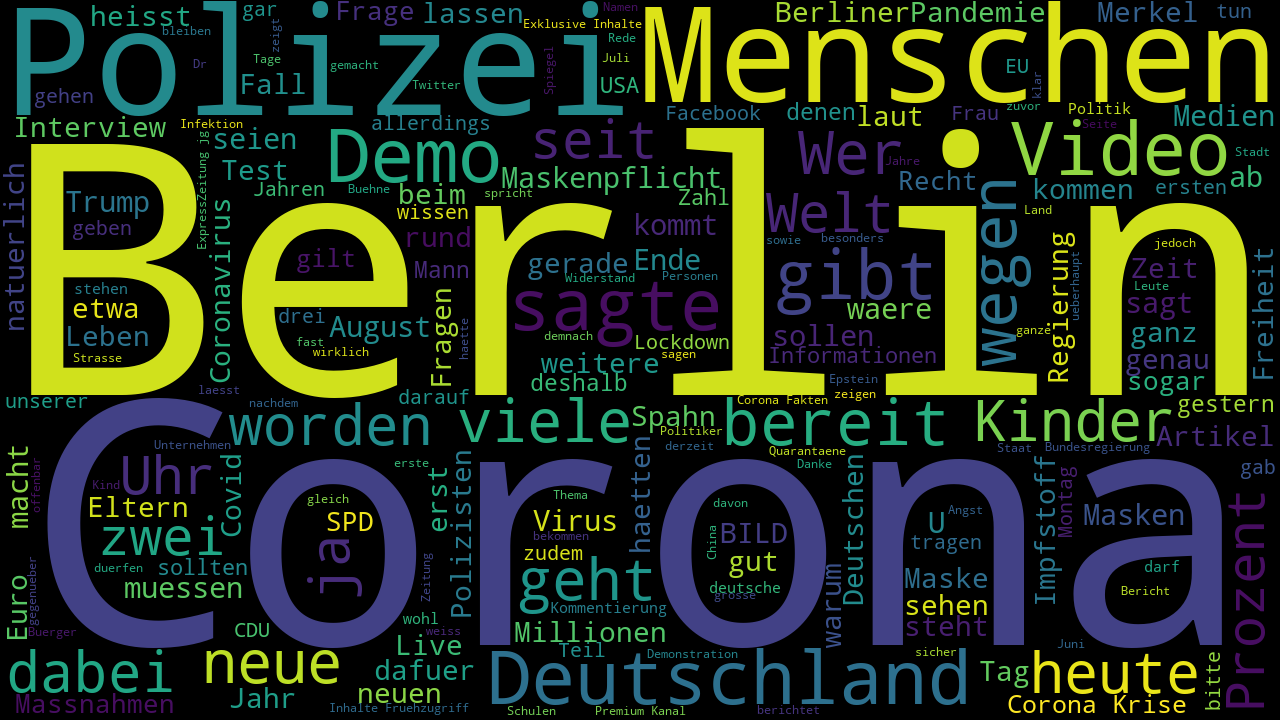 Polizei
Menschen
Berlin
Corona
Deutschland
heisst
bleiben
gar
zeigt
Frage
lassen
Exklusive Inhalte
Namen
Rede
Berliner
Pandemie
Merkel
tun
Dr
Tage
gemacht
Twitter
Spiegel
Juli
USA
EU
klar
gehen
Fall
Facebook
denen
laut
Frau
zuvor
Politik
Seite
Medien
Interview
Infektion
allerdings
seien
Demo
seit
Wer
Jahre
Video
Stadt
ExpressZeitung jg
Test
Jahren
Buehne
beim
spricht
Maskenpflicht
Zahl
Recht
kommen
ersten
ab
natuerlich
Trump
geben
wissen
rund
kommt
Welt
sowie
besonders
wegen
Land
jedoch
Coronavirus
gilt
Mann
gerade
Ende
Widerstand
Personen
gibt
Regierung
ueberhaupt
Zeit
Leute
Freiheit
stehen
etwa
Leben
Strasse
drei
August
fast
wirklich
Fragen
haette
sagte
demnach
Lockdown
sagen
waere
sollen
Informationen
ganze
sagt
ganz
genau
sogar
weitere
deshalb
Epstein
zeigen
Corona Fakten
unserer
laesst
nachdem
darauf
gestern
worden
viele
Spahn
Politiker
bereit
derzeit
Kinder
Artikel
Unternehmen
Quarantaene
Danke
Staat
Bundesregierung
gab
macht
offenbar
Kind
Uhr
Covid
erste
erst
Polizisten
haetten
Deutschen
Impfstoff
Montag
Prozent
Eltern
gleich
SPD
Thema
Virus
bekommen
davon
China
BILD
U
Angst
Masken
zwei
ja
zudem
gut
tragen
duerfen
sollten
muessen
Zeitung
geht
Kommentierung
deutsche
grosse
warum
Maske
sehen
steht
darf
Bericht
Euro
gegenueber
Buerger
CDU
wohl
weiss
Live
Millionen
Teil
Demonstration
sicher
Juni
dabei
neue
dafuer
Tag
heute
bitte
Massnahmen
Jahr
neuen
Inhalte Fruehzugriff
Schulen
Premium Kanal
berichtet
Corona Krise